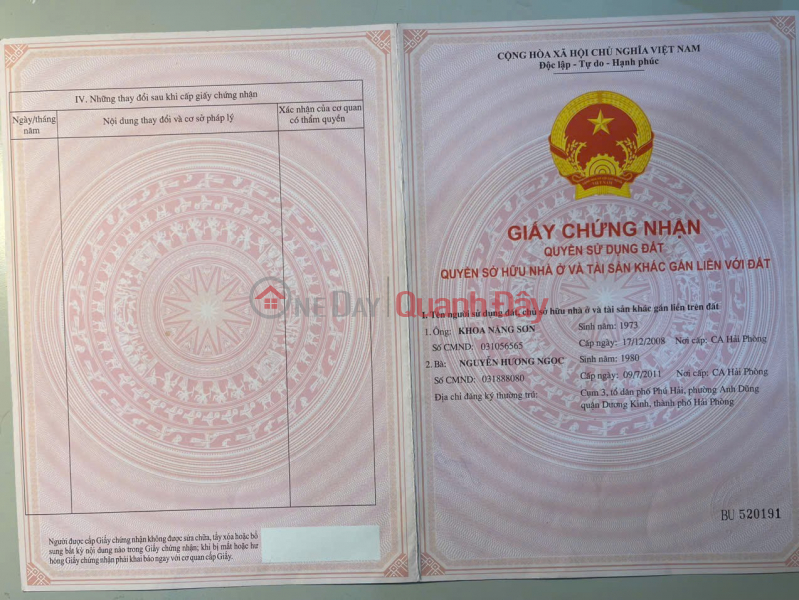 IV. Những thay đổi sau khi cấp giấy chứng nhận
Ngày/tháng năm
Nội dung thay đổi và cơ sở pháp lý
Xác nhận của cơ quan có thẩm quyền
Người được cấp Giấy chứng nhận không được sửa chữa, tẩy xóa hoặc bổ
sung bất kỳ nội dung nào trong Giấy chứng nhận; khi bị mất hoặc hư
hỏng Giấy chứng nhận phải khai báo ngay với cơ quan cấp Giấy.
CỘNG HÒA XÃ HỘI CHỦ NGHĨA VIỆT NAM
Độc lập - Tự do - Hạnh phúc
VIỆT NAM
GIẤY CHỨNG NHẬN
QUYỀN SỬ DỤNG ĐẤT
QUYỀN SỞ HỮU NHÀ Ở VÀ TÀI SẢN KHÁC GẮN LIỀN VỚI ĐẤT
I. Tên người sử dụng đất, chủ sở hữu nhà ở và tài sản khác gắn liền trên đất
1. Ông: KHOA NĂNG SƠN Sinh năm: 1973
Số CMND: 031056565 Cấp ngày: 17/12/2008 Nơi cấp: CA Hải Phòng
2. Bà: NGUYỄN HƯƠNG NGỌC Sinh năm: 1980
Số CMND: 031888080 Cấp ngày: 09/7/2011 Nơi cấp: CA Hải Phòng
Địa chỉ đăng ký thường trú: Cụm 3, tổ dân phố Phú Hải, phường Anh Dũng
quận Dương Kinh, thành phố Hải Phòng
BU 520191
OneDay Quanh Đây